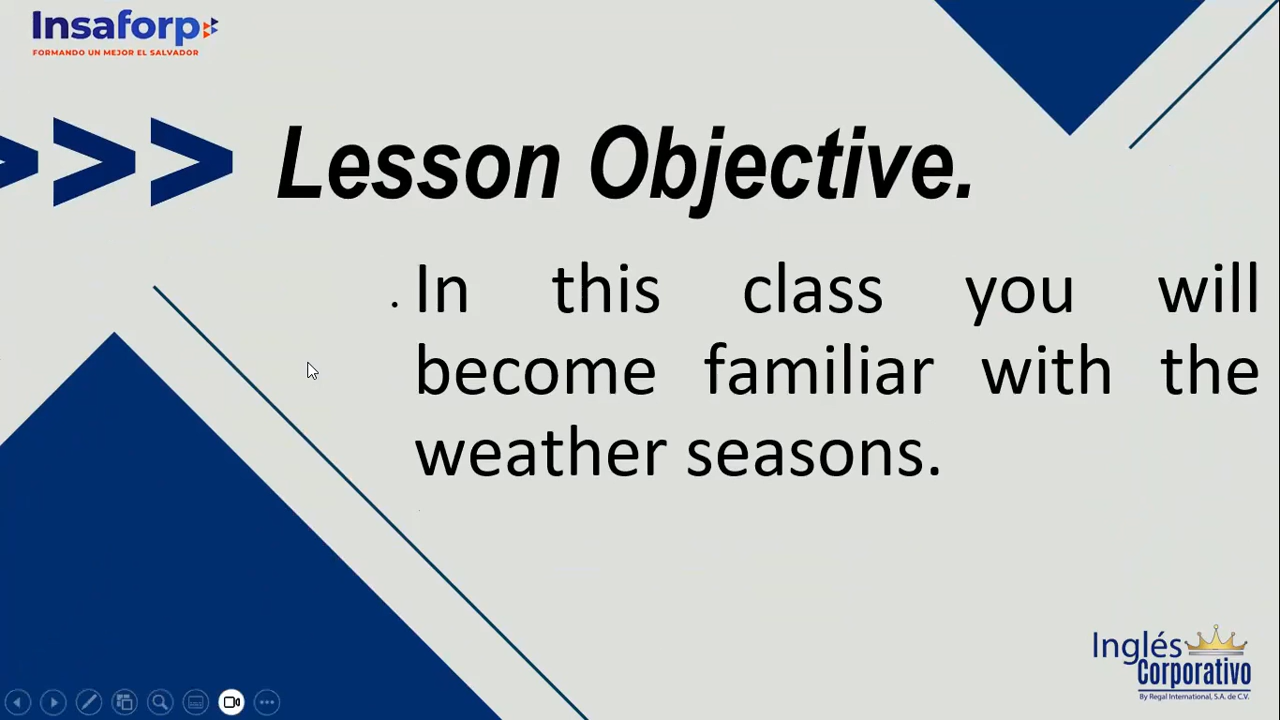 Insaforp
FORMANDO UN MEJOR EL SALVADOR
>>> Lesson Objective.
. In this class you will
become familiar with the
weather seasons.
Inglés
Corporativo
By Regal International, S.A. de C.V.